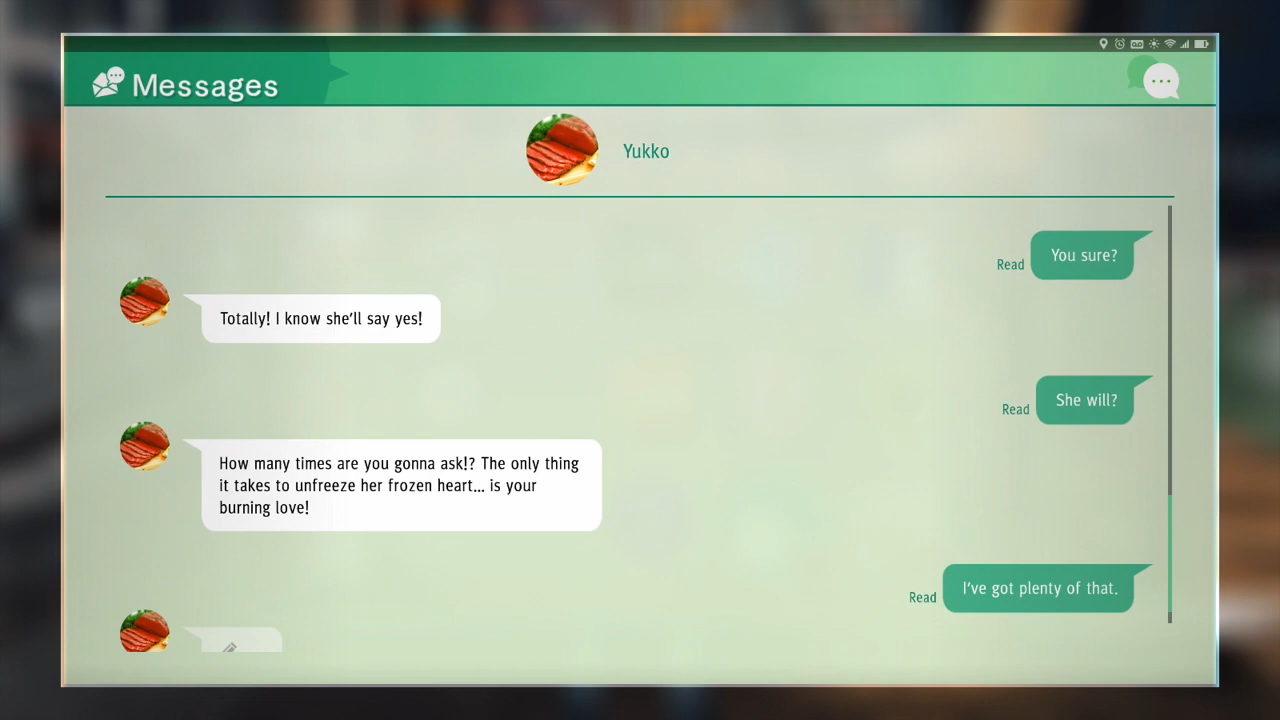 Messages
Yukko
You sure?
Read
Totally! I know she'll say yes!
She will?
Read
How many times are you gonna ask!? The only thing
it takes to unfreeze her frozen heart... is your
burning love!
I've got plenty of that.
Read